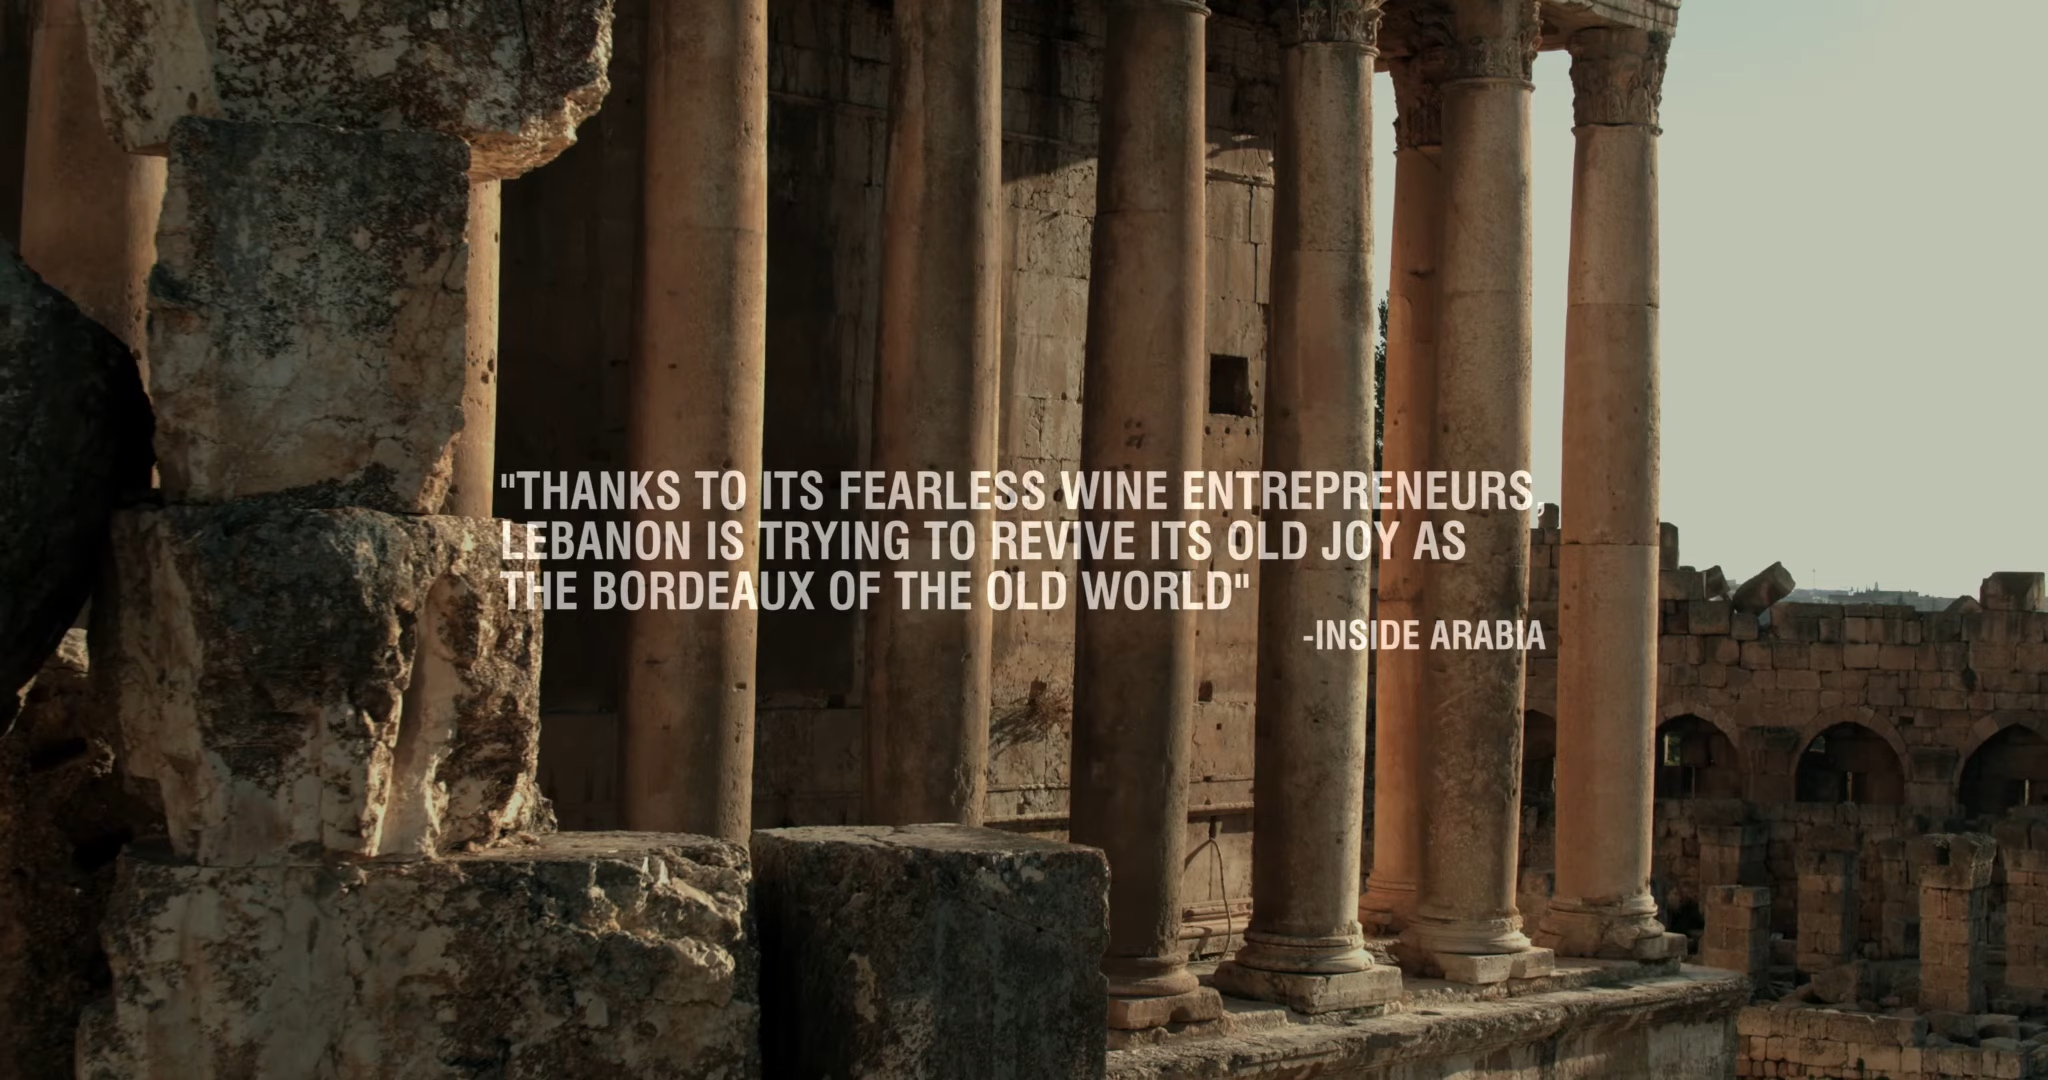 "THANKS TO ITS FEARLESS WINE ENTREPRENEURS,
LEBANON IS TRYING TO REVIVE ITS OLD JOY AS
THE BORDEAUX OF THE OLD WORLD"
-INSIDE ARABIA